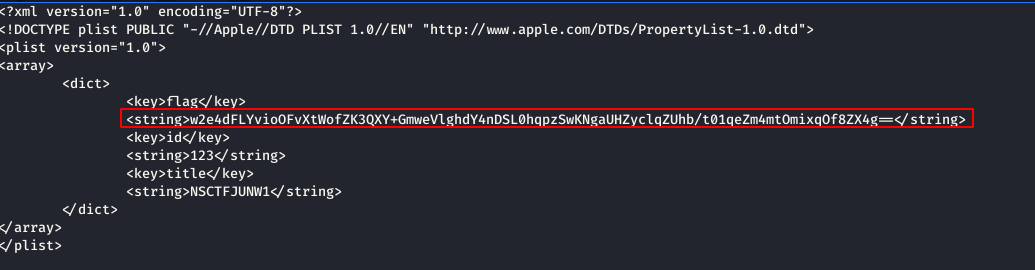 <?xml version="1.0" encoding="UTF-8"?>
<!DOCTYPE plist PUBLIC "-//Apple//DTD PLIST 1.0//EN" "http://www.apple.com/DTDs/PropertyList-1.0.dtd">
<plist version="1.0">
<array>
<dict>
<key>flag</key>
<string>w2e4dFLYvioOFvXtWofZK3QXY+GmweVlghdY4nDSL0hqpzSwKNgaUHZyclqZUhb/t01qeZm4mtOmixqOf8ZX4g==</string>
<key>id</key>
<string>123</string>
<key>title</key>
<string>NSCTFJUNW1</string>
</dict>
</array>
</plist>